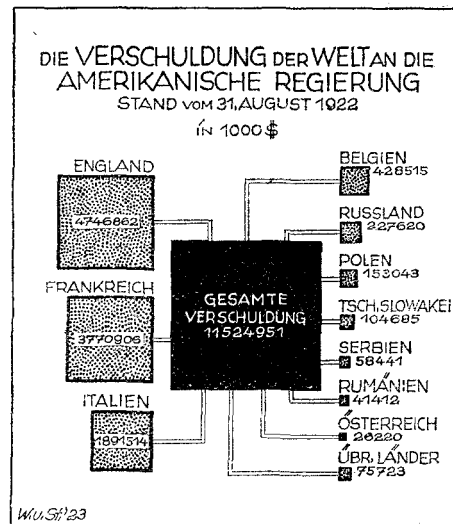 DIE VERSCHULDUNG DER WELT AN DIE
AMERIKANISCHE REGIERUNG
STAND VOM 31. AUGUST 1922
IN 1000 $
ENGLAND
4746862
FRANKREICH
3770906
ITALIEN
1891514
GESAMTE
VERSCHULDUNG
11524951
BELGIEN
428515
RUSSLAND
227620
POLEN
153043
TSCH. SLOWAKEI
104685
SERBIEN
58441
RUMÄNIEN
41412
ÖSTERREICH
26220
ÜBR. LÄNDER
75723
W.u.St.'23